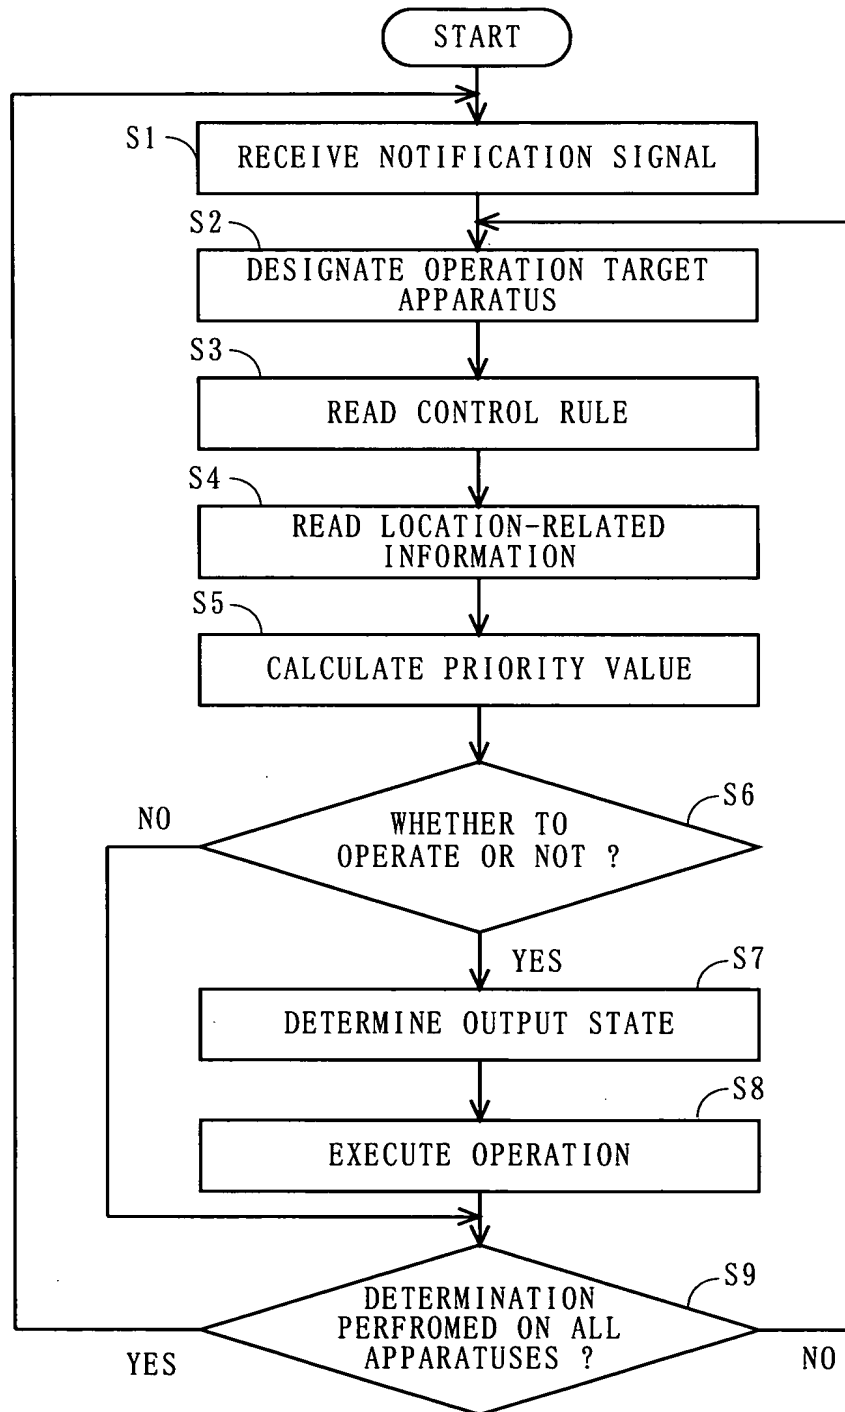 START
S1
RECEIVE NOTIFICATION SIGNAL
S2
DESIGNATE OPERATION TARGET
APPARATUS
S3
READ CONTROL RULE
S4
READ LOCATION-RELATED
INFORMATION
S5
CALCULATE PRIORITY VALUE
S6
NO
WHETHER TO
OPERATE OR NOT ?
YES
S7
DETERMINE OUTPUT STATE
S8
EXECUTE OPERATION
S9
DETERMINATION
PERFROMED ON ALL
APPARATUSES ?
YES
NO